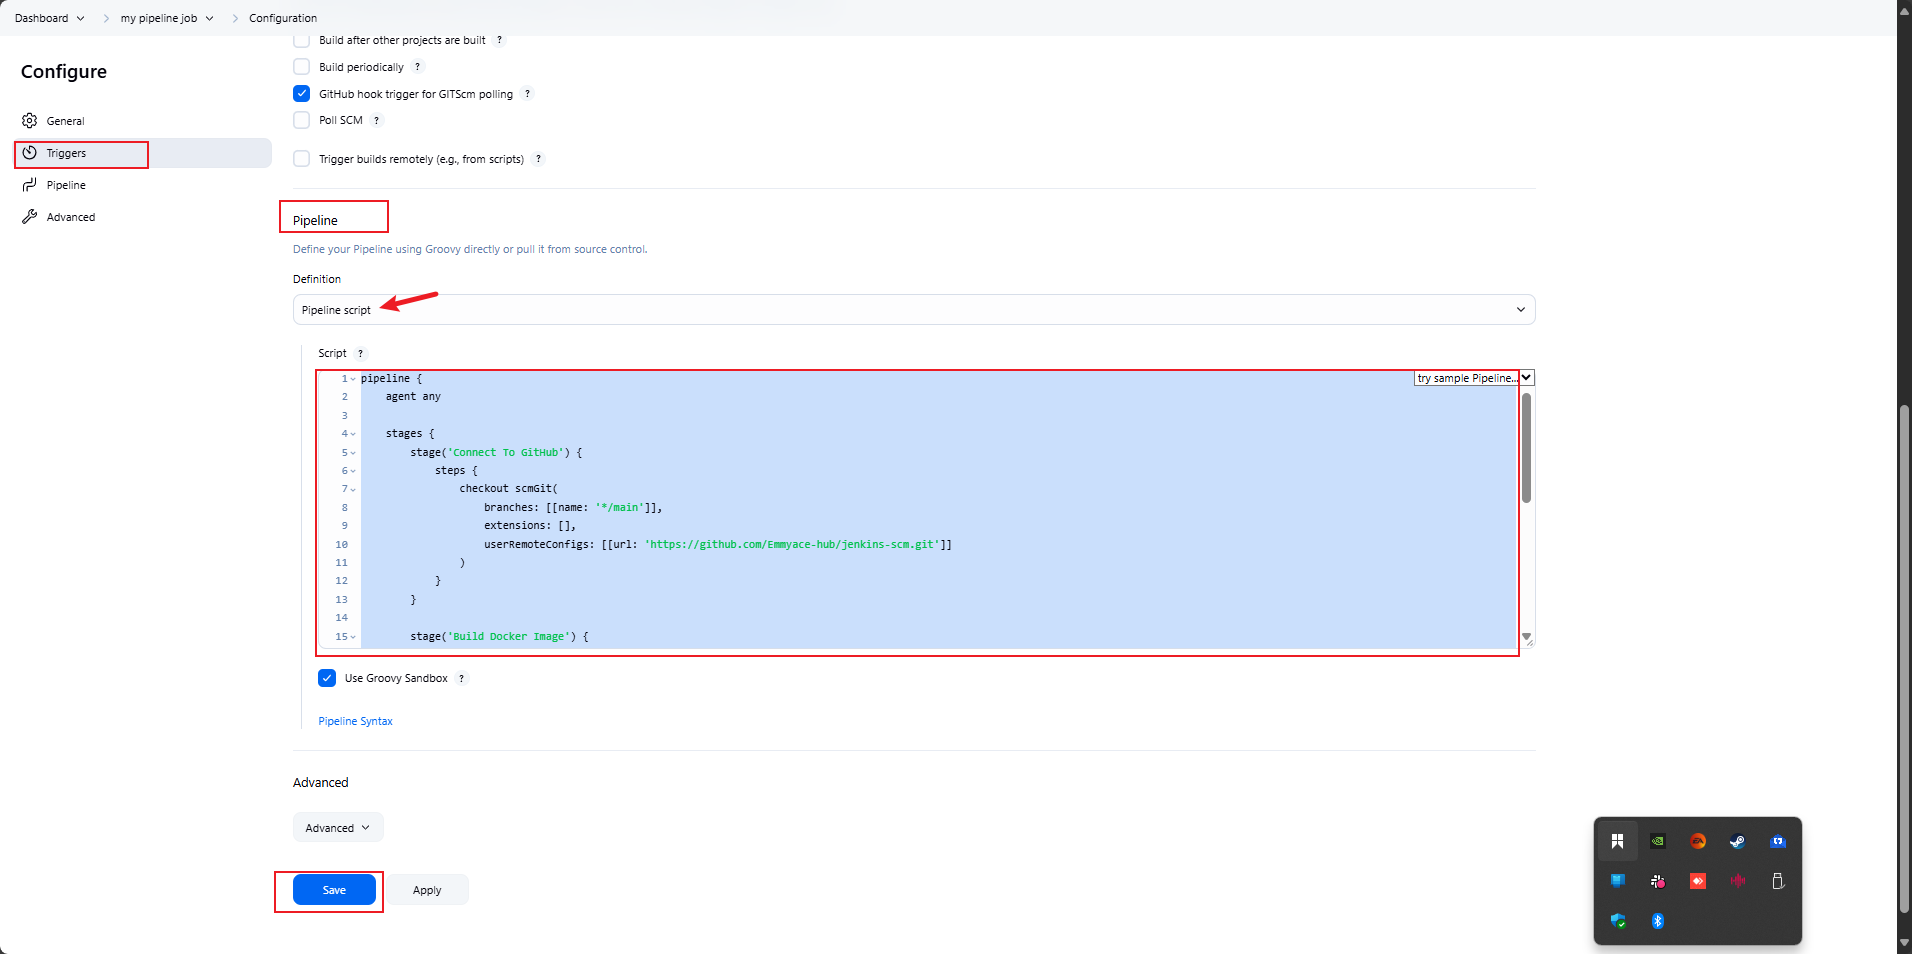 Dashboard
my pipeline job
Configuration
Configure
General
Triggers
Pipeline
Advanced
Build after other projects are built ?
Build periodically ?
GitHub hook trigger for GITScm polling ?
Poll SCM ?
Trigger builds remotely (e.g., from scripts) ?
Pipeline
Define your Pipeline using Groovy directly or pull it from source control.
Definition
Pipeline script
Script ?
try sample Pipeline...
1 pipeline {
2     agent any
3
4     stages {
5         stage('Connect To GitHub') {
6             steps {
7                 checkout scmGit(
8                     branches: [[name: '*/main']],
9                     extensions: [],
10                     userRemoteConfigs: [[url: 'https://github.com/Emmyace-hub/jenkins-scm.git']]
11                 )
12             }
13         }
14
15         stage('Build Docker Image') {
Use Groovy Sandbox ?
Pipeline Syntax
Advanced
Advanced
Save
Apply